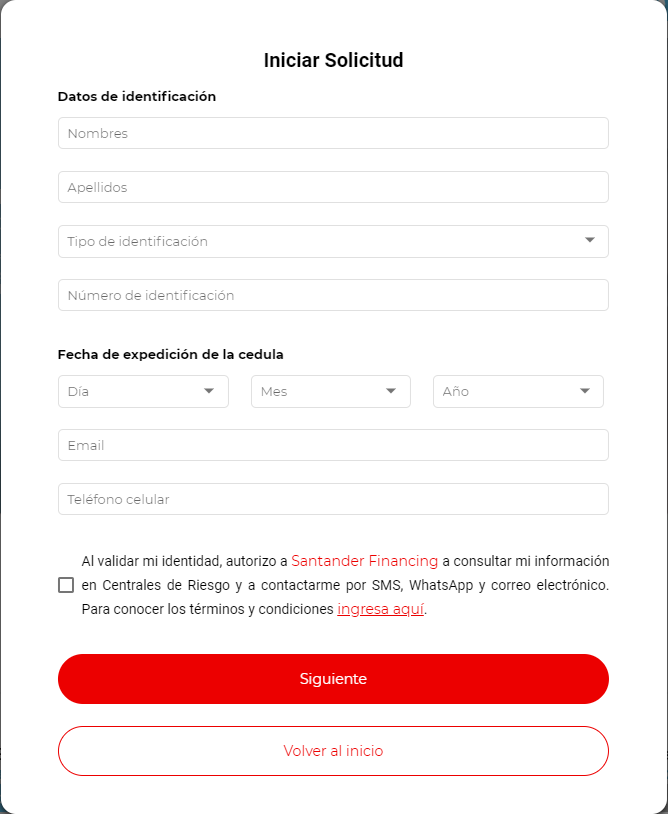 Iniciar Solicitud
Datos de identificación
Nombres
Apellidos
Tipo de identificación
Número de identificación
Fecha de expedición de la cedula
Día Mes Año
Email
Teléfono celular
Al validar mi identidad, autorizo a Santander Financing a consultar mi información
en Centrales de Riesgo y a contactarme por SMS, WhatsApp y correo electrónico.
Para conocer los términos y condiciones ingresa aquí.
Siguiente
Volver al inicio